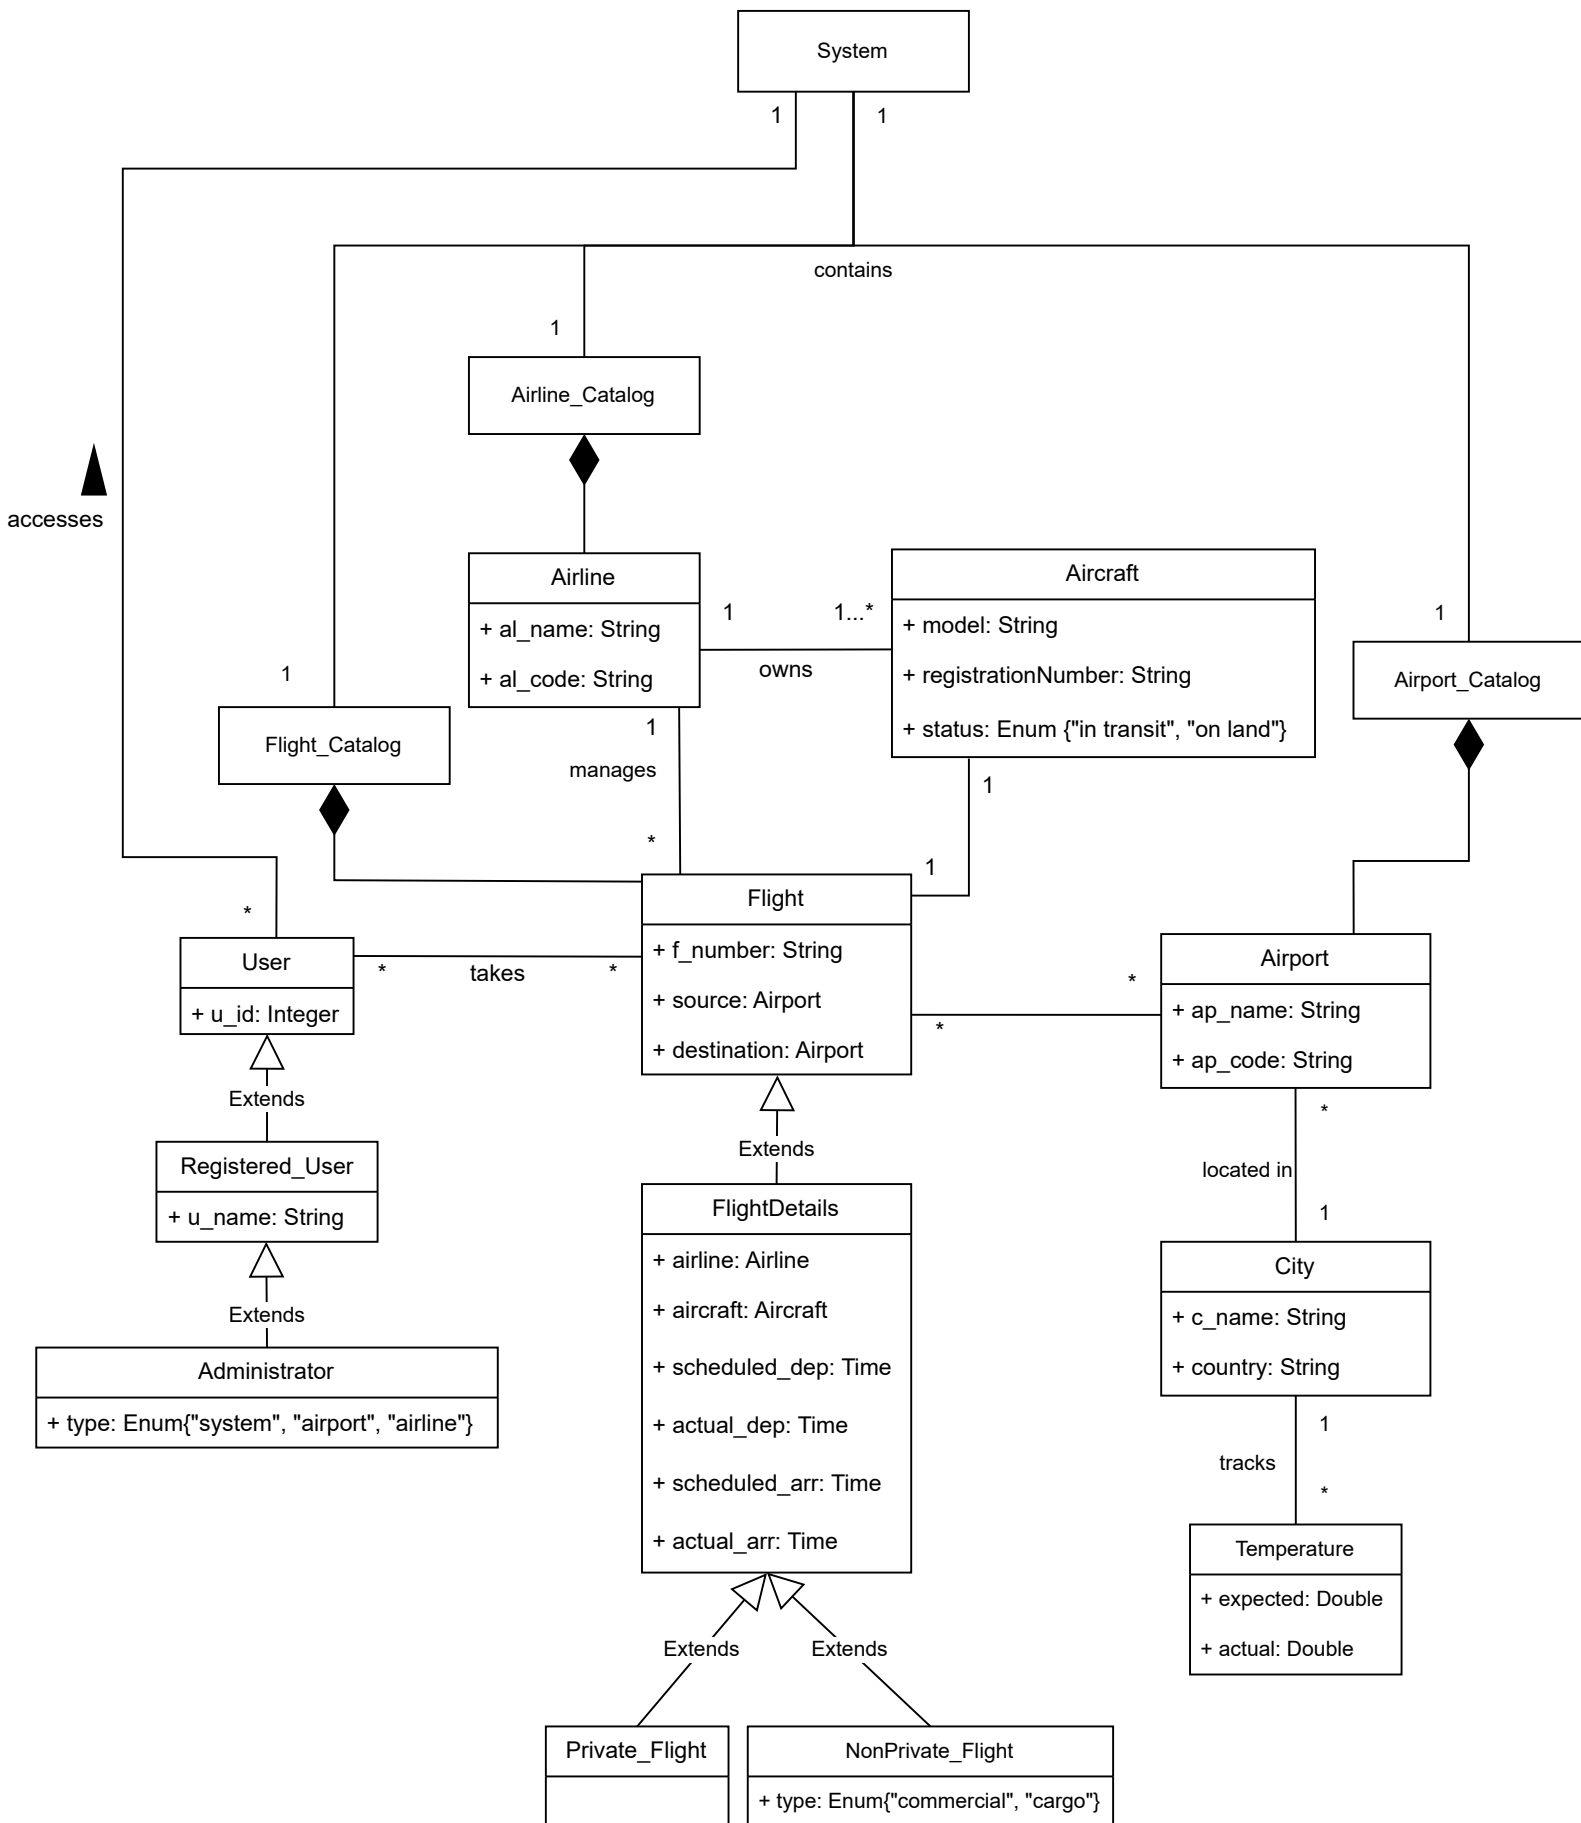 System
1
1
contains
1
Airline_Catalog
accesses
Airline
+ al_name: String
+ al_code: String
1
1...*
owns
Aircraft
+ model: String
+ registrationNumber: String
+ status: Enum {"in transit", "on land"}
1
Airport_Catalog
1
Flight_Catalog
1
manages
*
1
1
Flight
+ f_number: String
+ source: Airport
+ destination: Airport
*
User
+ u_id: Integer
*
takes
*
*
*
Airport
+ ap_name: String
+ ap_code: String
Extends
Registered_User
+ u_name: String
Extends
Administrator
+ type: Enum{"system", "airport", "airline"}
Extends
FlightDetails
+ airline: Airline
+ aircraft: Aircraft
+ scheduled_dep: Time
+ actual_dep: Time
+ scheduled_arr: Time
+ actual_arr: Time
*
located in
1
City
+ c_name: String
+ country: String
1
tracks
*
Temperature
+ expected: Double
+ actual: Double
Extends
Extends
Private_Flight
NonPrivate_Flight
+ type: Enum{"commercial", "cargo"}